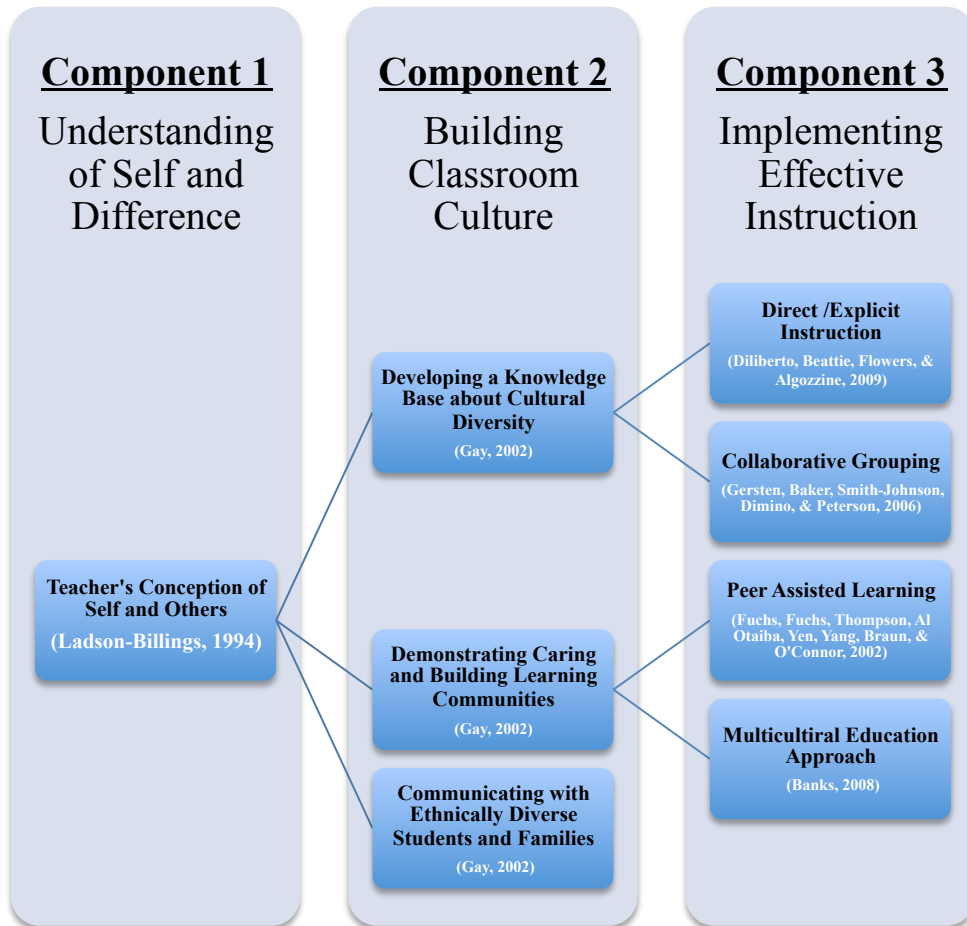 Component 1
Understanding
of Self and
Difference
Teacher's Conception of
Self and Others
(Ladson-Billings, 1994)
Component 2
Building
Classroom
Culture
Developing a Knowledge
Base about Cultural
Diversity
(Gay, 2002)
Demonstrating Caring
and Building Learning
Communities
(Gay, 2002)
Communicating with
Ethnically Diverse
Students and Families
(Gay, 2002)
Component 3
Implementing
Effective
Instruction
Direct /Explicit
Instruction
(Diliberto, Beattie, Flowers, &
Algozzine, 2009)
Collaborative Grouping
(Gersten, Baker, Smith-Johnson,
Dimino, & Peterson, 2006)
Peer Assisted Learning
(Fuchs, Fuchs, Thompson, Al
Otaiba, Yen, Yang, Braun, &
O'Connor, 2002)
Multicultiral Education
Approach
(Banks, 2008)